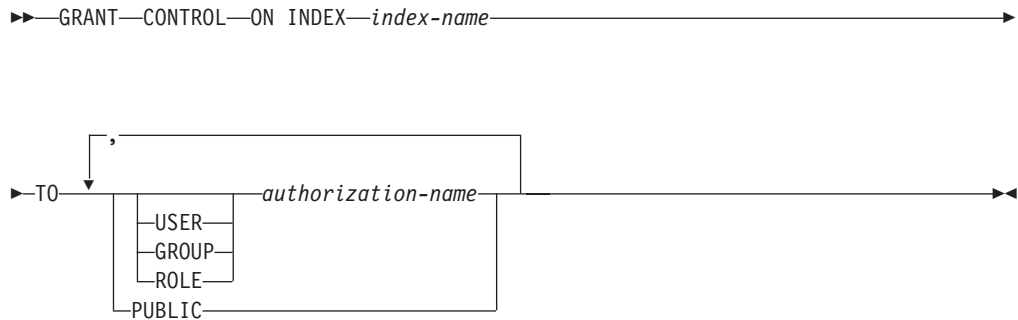 GRANT CONTROL ON INDEX index-name
,
TO authorization-name
USER
GROUP
ROLE
PUBLIC